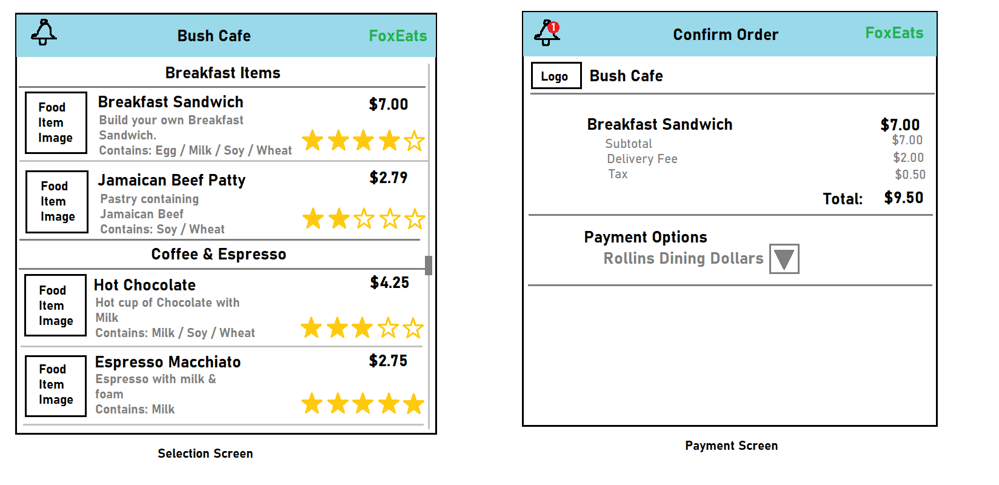 Bush Cafe
FoxEats
Breakfast Items
Food
Item
Image
Breakfast Sandwich
$7.00
Build your own Breakfast
Sandwich.
Contains: Egg / Milk / Soy / Wheat
Food
Item
Image
Jamaican Beef Patty
$2.79
Pastry containing
Jamaican Beef
Contains: Soy / Wheat
Coffee & Espresso
Food
Item
Image
Hot Chocolate
$4.25
Hot cup of Chocolate with
Milk
Contains: Milk / Soy / Wheat
Food
Item
Image
Espresso Macchiato
$2.75
Espresso with milk &
foam
Contains: Milk
Selection Screen
1
Confirm Order
FoxEats
Logo
Bush Cafe
Breakfast Sandwich
$7.00
Subtotal
$7.00
Delivery Fee
$2.00
Tax
$0.50
Total:
$9.50
Payment Options
Rollins Dining Dollars
Payment Screen